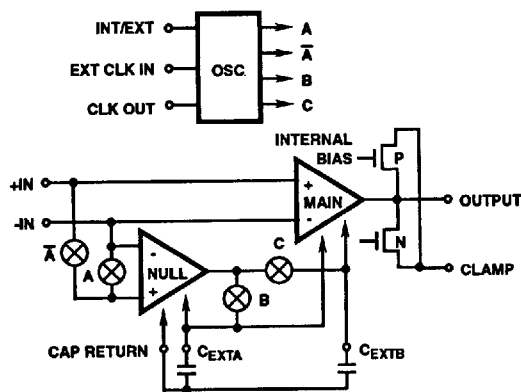 INT/EXT
EXT CLK IN
CLK OUT
OSC.
A
A̅
B
C
INTERNAL
BIAS
P
+IN
-IN
+
MAIN
-
OUTPUT
N
CLAMP
A̅
A
-
NULL
+
C
B
CAP RETURN
CEXTA
CEXTB